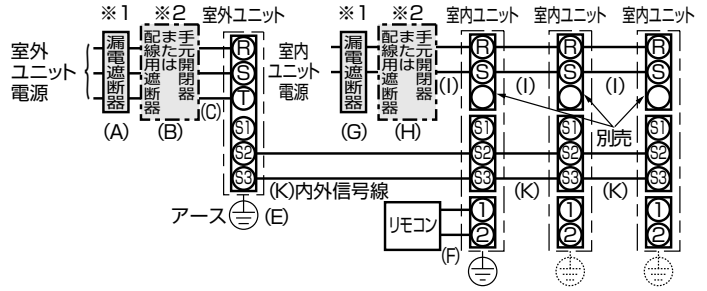 ※1 ※2 室外ユニット
室外
ユニット
電源
漏電遮断器
手元開閉器
または
配線用遮断器
(A)
(B)
(C)
R
S
T
S1
S2
S3
(K)内外信号線
アース
(E)
※1 ※2 室内ユニット 室内ユニット 室内ユニット
室内
ユニット
電源
漏電遮断器
手元開閉器
または
配線用遮断器
(G)
(H)
(I) (I) (I)
R R R
S S S
別売
S1 S1 S1
S2 S2 S2
S3 S3 S3
(K) (K)
リモコン
(F)
1 1 1
2 2 2